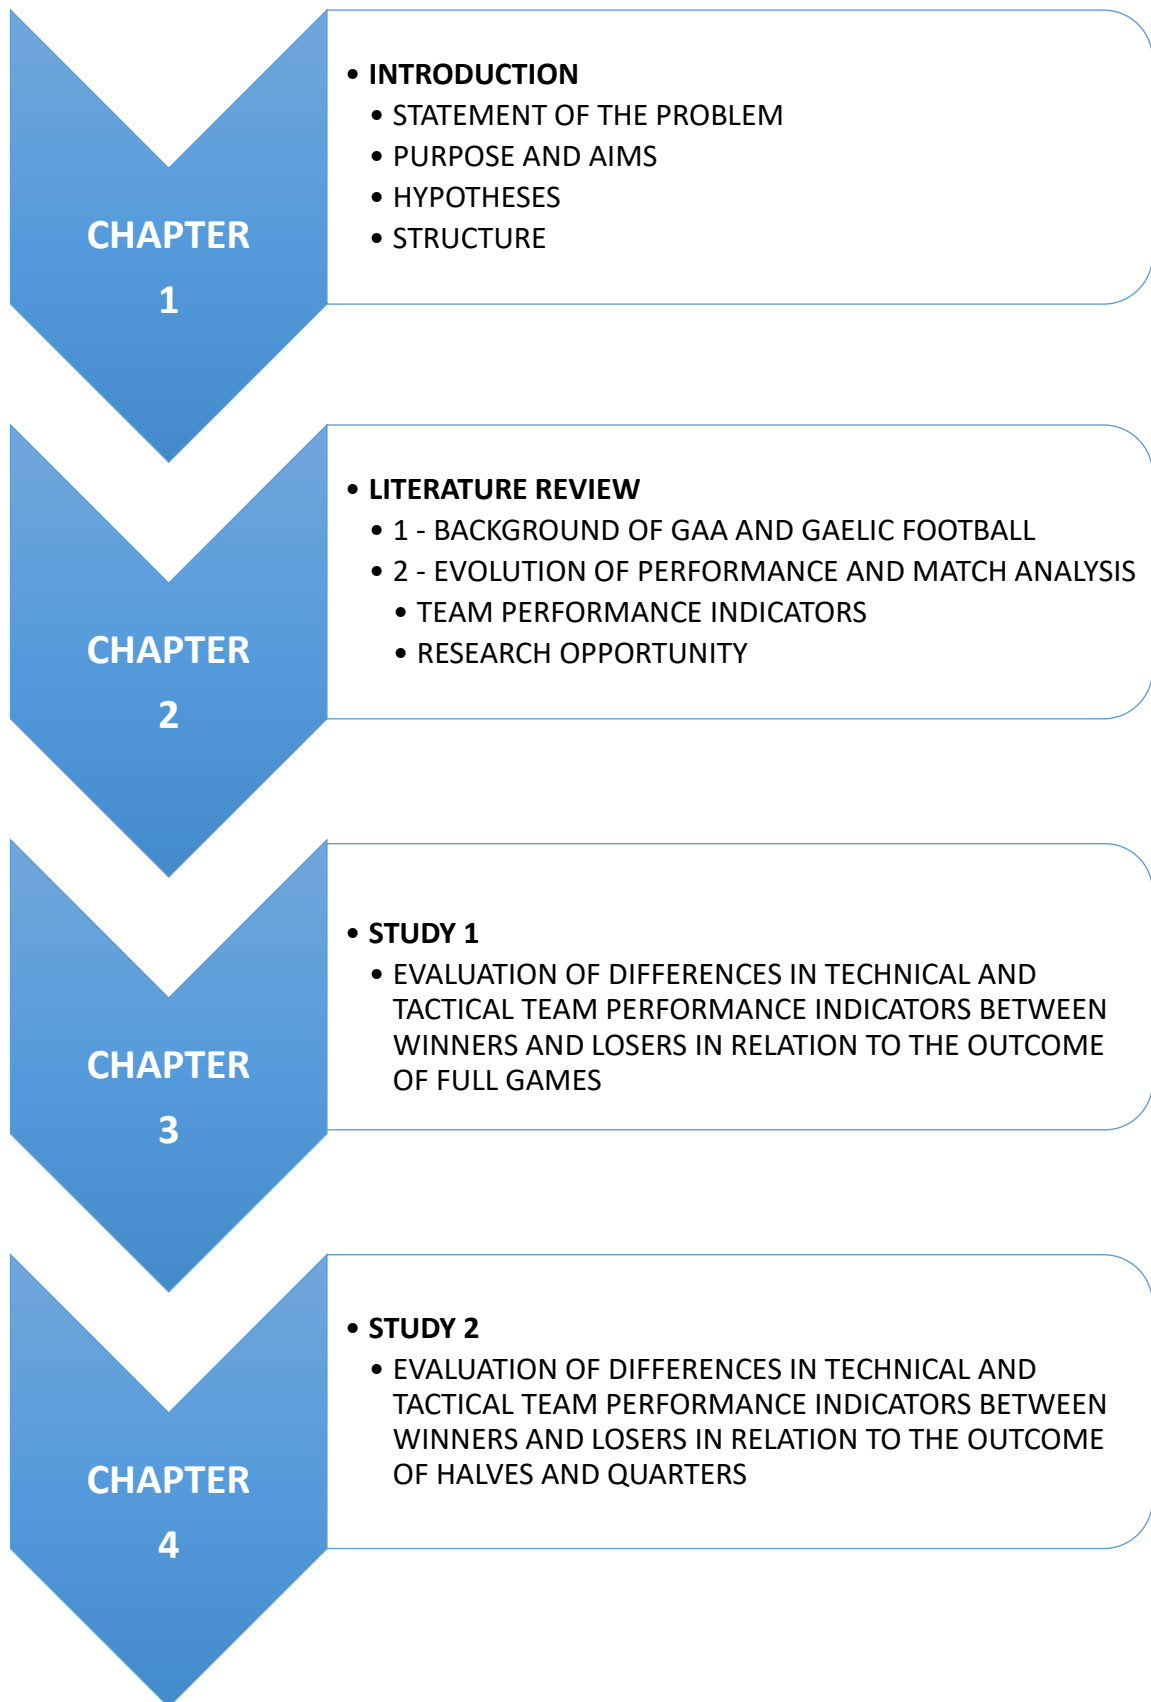 CHAPTER
1
• INTRODUCTION
• STATEMENT OF THE PROBLEM
• PURPOSE AND AIMS
• HYPOTHESES
• STRUCTURE
CHAPTER
2
• LITERATURE REVIEW
• 1 - BACKGROUND OF GAA AND GAELIC FOOTBALL
• 2 - EVOLUTION OF PERFORMANCE AND MATCH ANALYSIS
• TEAM PERFORMANCE INDICATORS
• RESEARCH OPPORTUNITY
CHAPTER
3
• STUDY 1
• EVALUATION OF DIFFERENCES IN TECHNICAL AND
TACTICAL TEAM PERFORMANCE INDICATORS BETWEEN
WINNERS AND LOSERS IN RELATION TO THE OUTCOME
OF FULL GAMES
CHAPTER
4
• STUDY 2
• EVALUATION OF DIFFERENCES IN TECHNICAL AND
TACTICAL TEAM PERFORMANCE INDICATORS BETWEEN
WINNERS AND LOSERS IN RELATION TO THE OUTCOME
OF HALVES AND QUARTERS